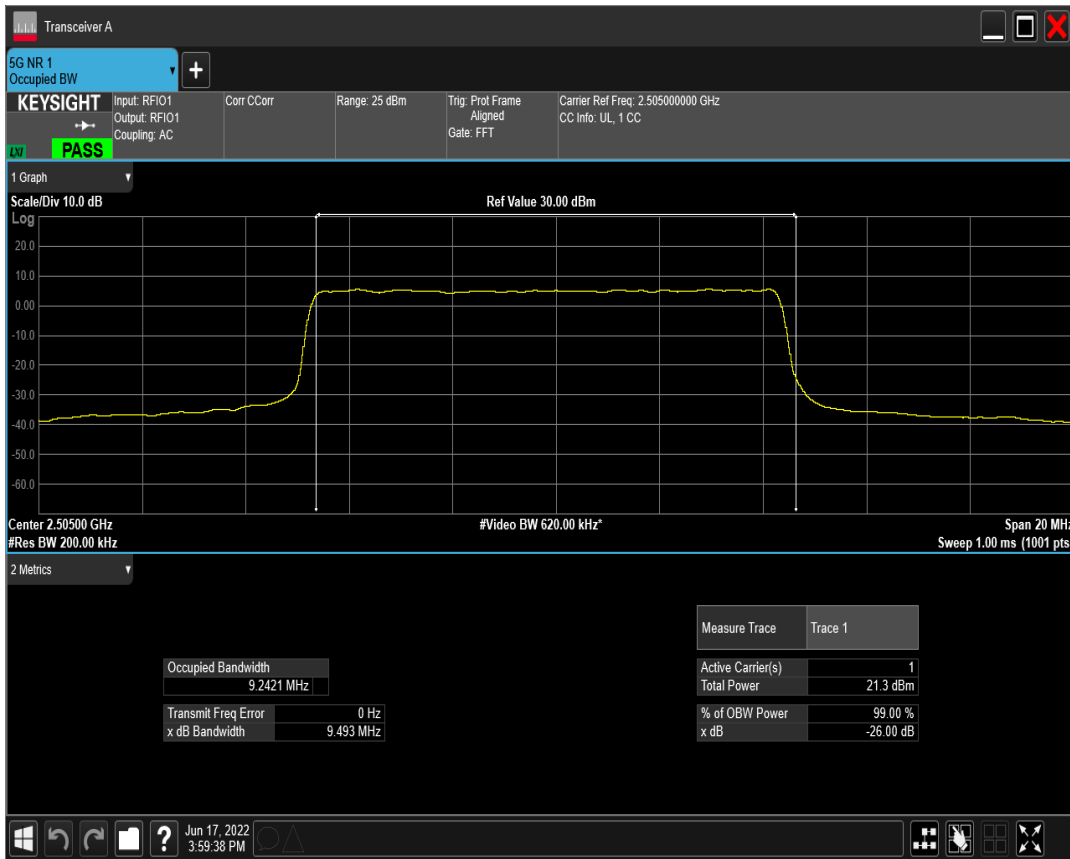 Transceiver A
5G NR 1
Occupied BW
+
KEYSIGHT
LXI
PASS
Input: RFIO1
Output: RFIO1
Coupling: AC
Corr CCorr
Range: 25 dBm
Trig: Prot Frame
Aligned
Gate: FFT
Carrier Ref Freq: 2.505000000 GHz
CC Info: UL, 1 CC
1 Graph
Scale/Div 10.0 dB
Ref Value 30.00 dBm
Log
20.0
10.0
0.00
-10.0
-20.0
-30.0
-40.0
-50.0
-60.0
Center 2.50500 GHz
#Video BW 620.00 kHz*
Span 20 MHz
#Res BW 200.00 kHz
Sweep 1.00 ms (1001 pts
2 Metrics
Measure Trace Trace 1
Occupied Bandwidth
9.2421 MHz
Active Carrier(s) 1
Total Power 21.3 dBm
Transmit Freq Error 0 Hz
x dB Bandwidth 9.493 MHz
% of OBW Power 99.00 %
x dB -26.00 dB
?
Jun 17, 2022
3:59:38 PM